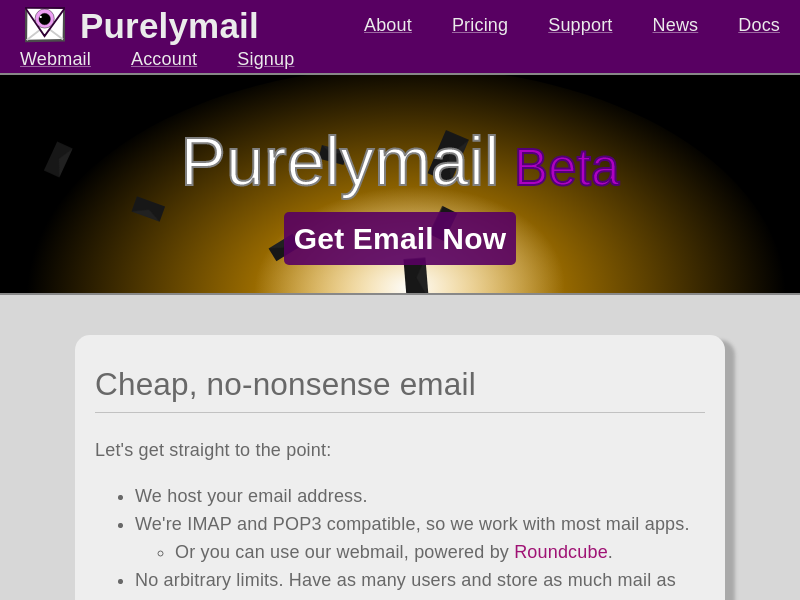 Purelymail
About Pricing Support News Docs
Webmail Account Signup
Purelymail Beta
Get Email Now
Cheap, no-nonsense email
Let's get straight to the point:
We host your email address.
We're IMAP and POP3 compatible, so we work with most mail apps.
Or you can use our webmail, powered by Roundcube.
No arbitrary limits. Have as many users and store as much mail as